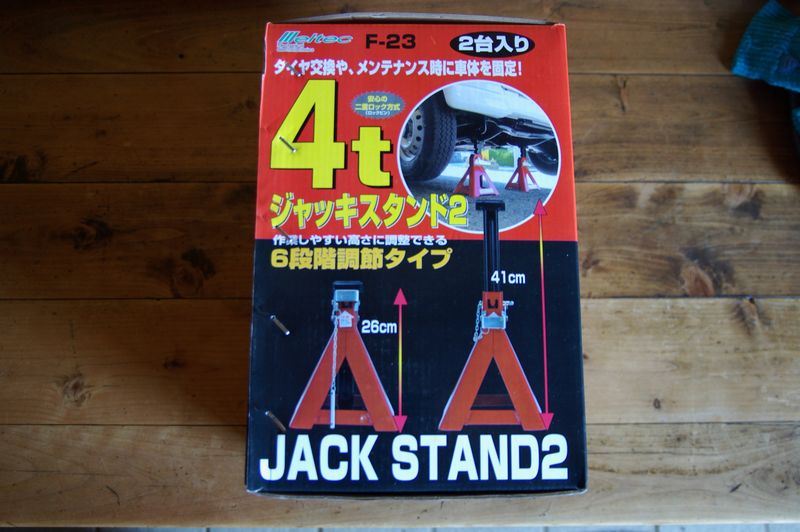 Meltec
F-23
2台入り
タイヤ交換や、メンテナンス時に車体を固定!
4t
安心の
二重ロック方式
(ロックピン)
ジャッキスタンド2
作業しやすい高さに調整できる
6段階調節タイプ
41cm
26cm
JACK STAND2